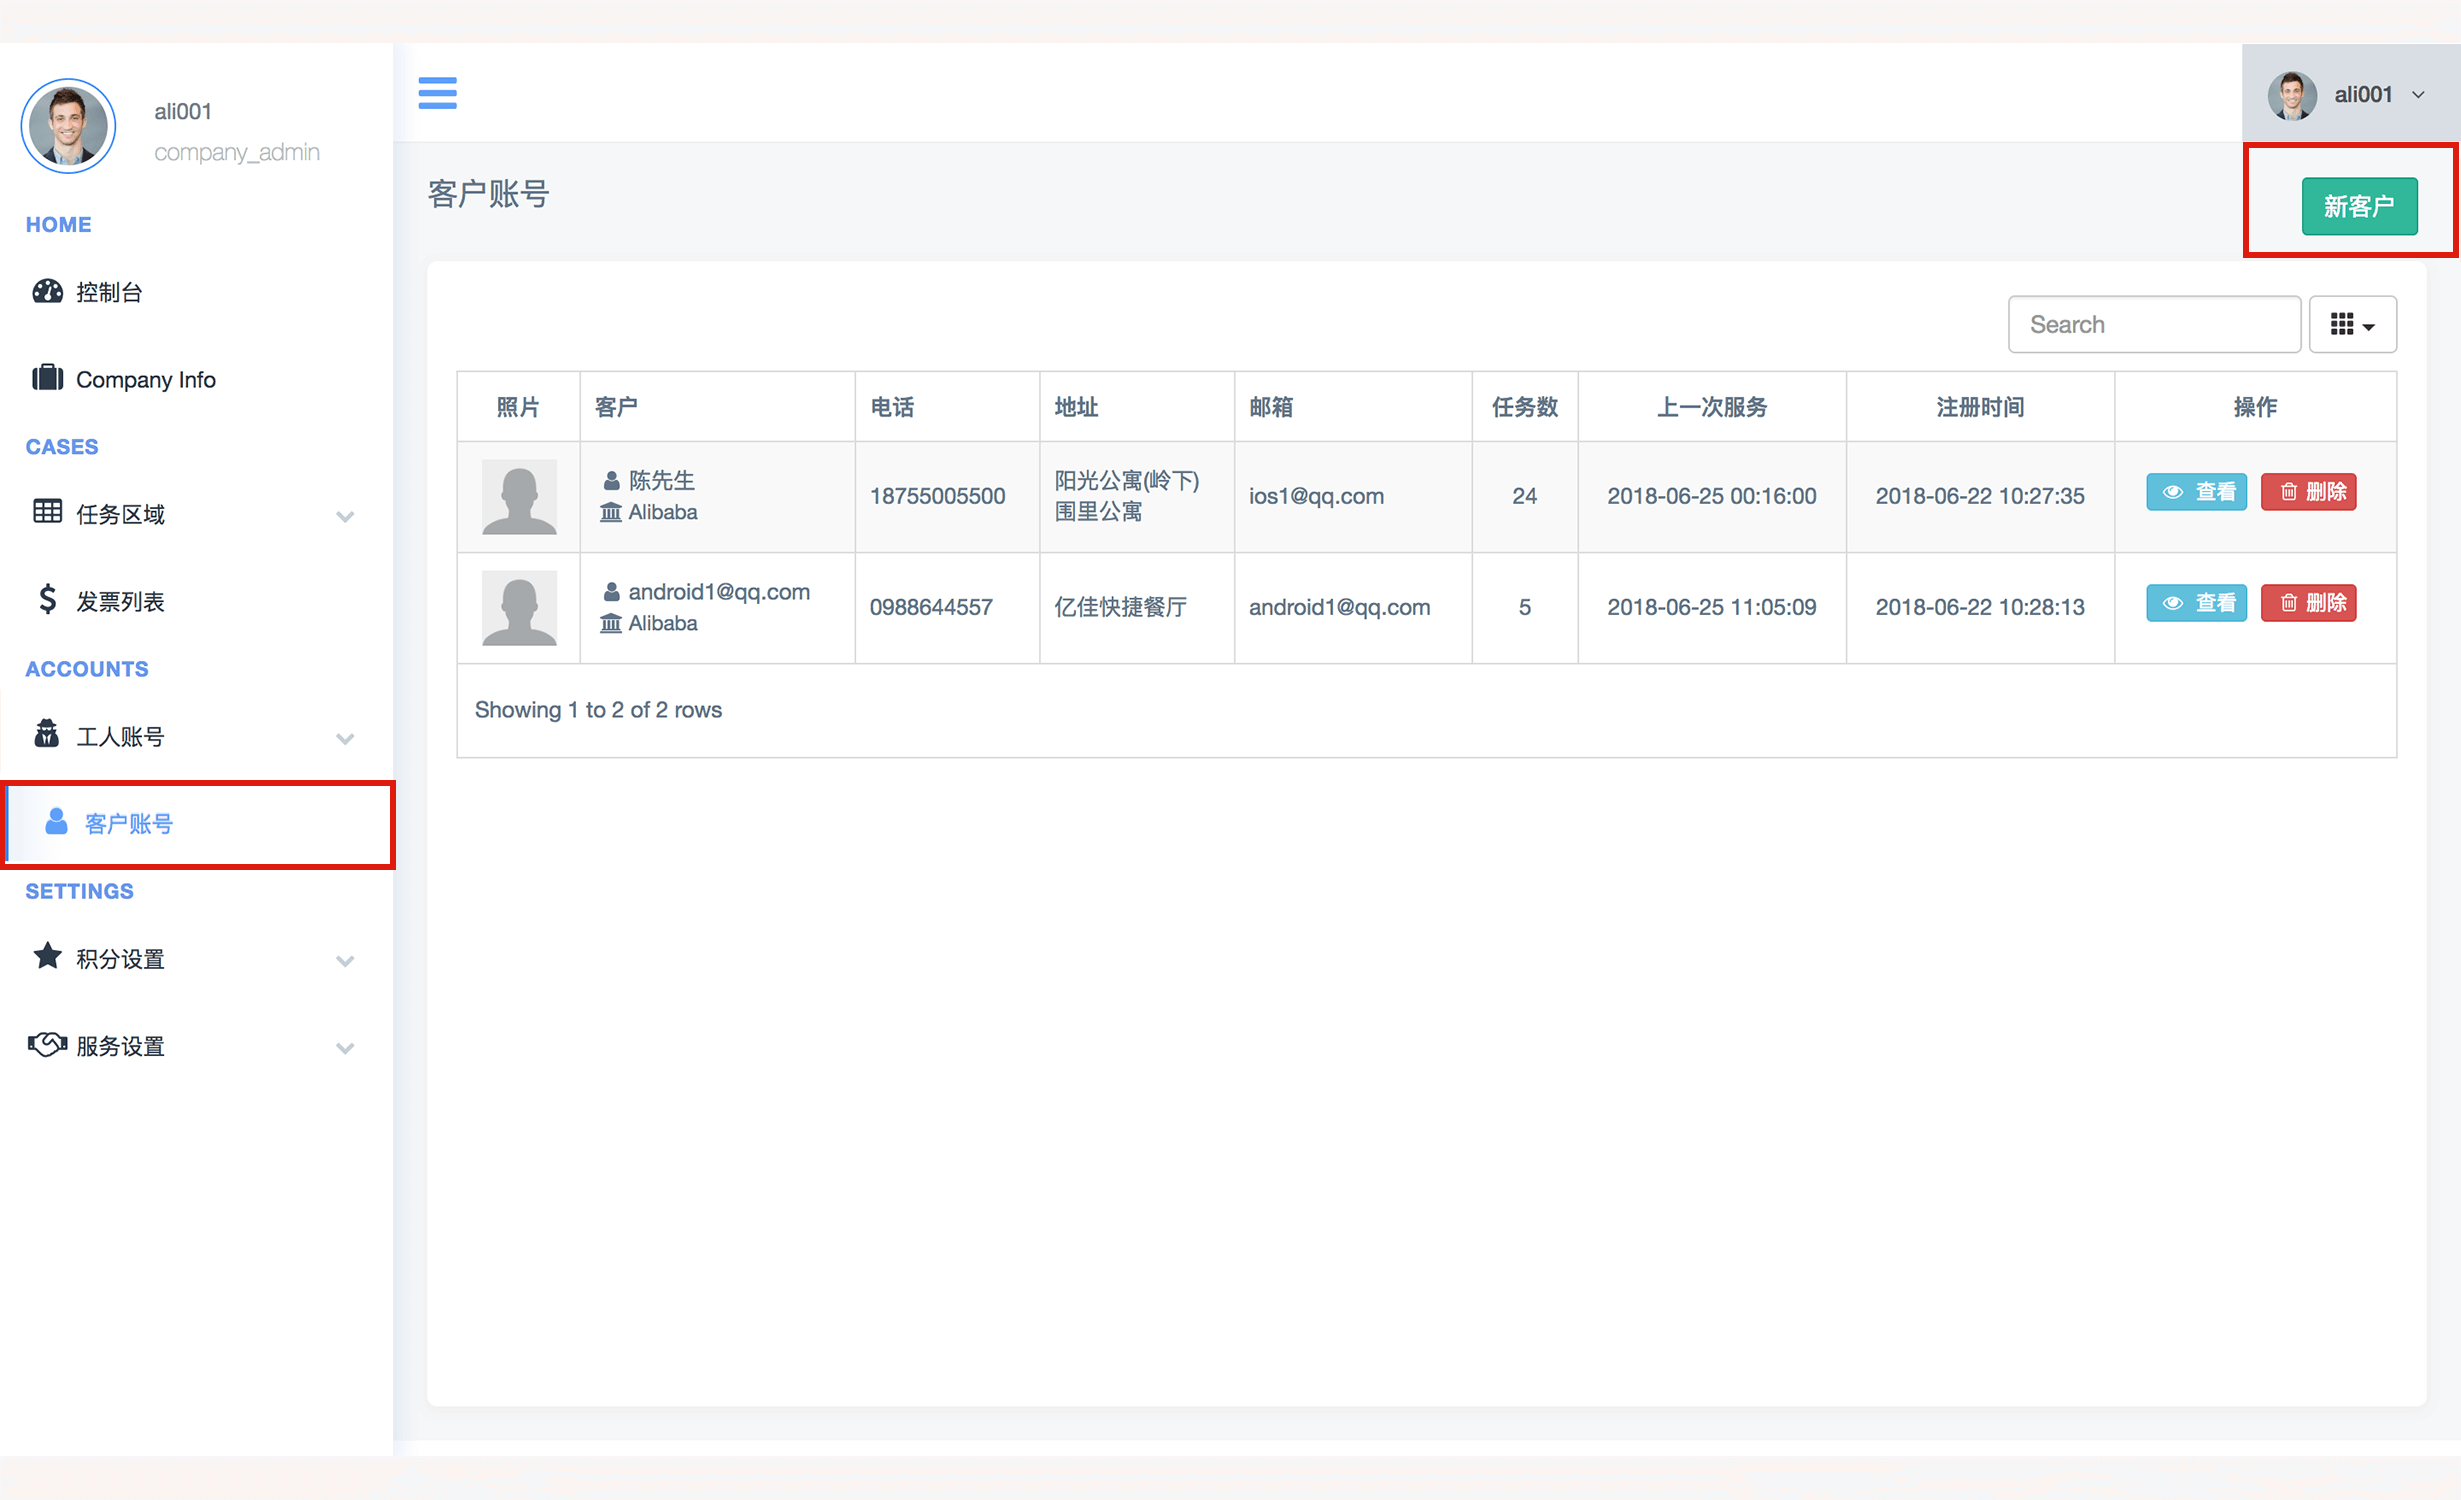 ali001
company_admin
HOME
控制台
Company Info
CASES
任务区域
发票列表
ACCOUNTS
工人账号
客户账号
SETTINGS
积分设置
服务设置
ali001
客户账号
新客户
Search
照片 客户 电话 地址 邮箱 任务数 上一次服务 注册时间 操作
陈先生
Alibaba
18755005500
阳光公寓(岭下)
围里公寓
ios1@qq.com
24
2018-06-25 00:16:00
2018-06-22 10:27:35
查看 删除
android1@qq.com
Alibaba
0988644557
亿佳快捷餐厅
android1@qq.com
5
2018-06-25 11:05:09
2018-06-22 10:28:13
查看 删除
Showing 1 to 2 of 2 rows